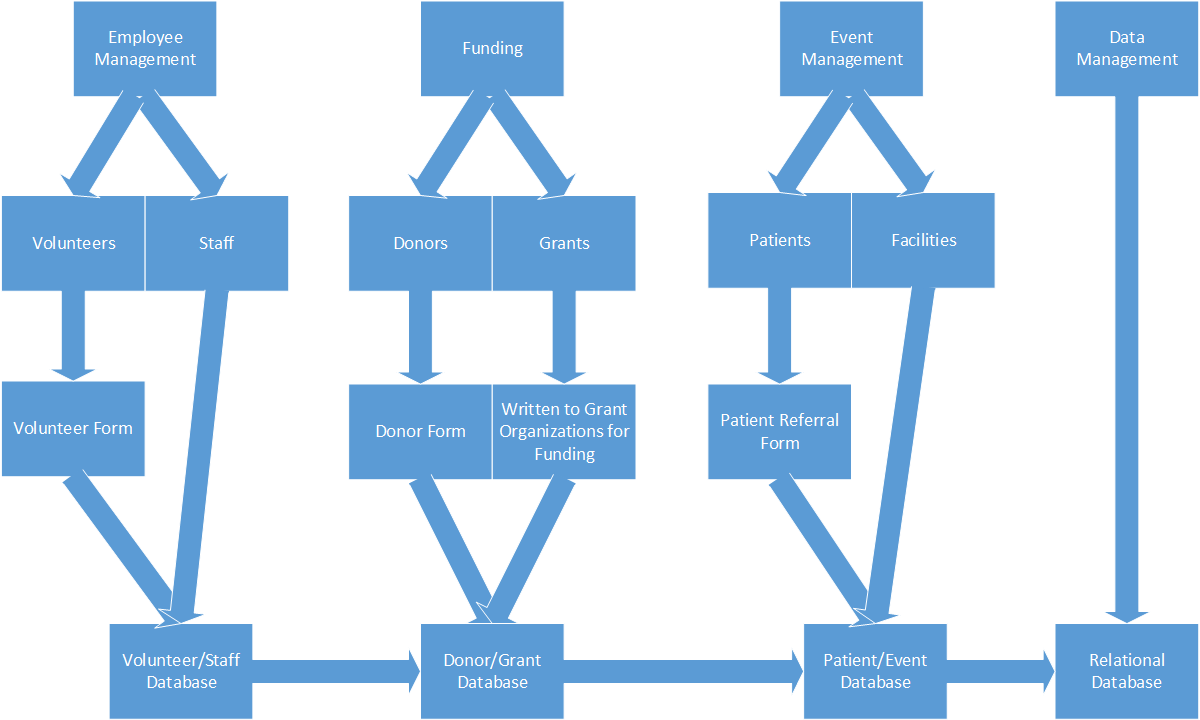 Employee
Management
Funding
Event
Management
Data
Management
Volunteers
Staff
Donors
Grants
Patients
Facilities
Volunteer Form
Donor Form
Written to Grant
Organizations for
Funding
Patient Referral
Form
Volunteer/Staff
Database
Donor/Grant
Database
Patient/Event
Database
Relational
Database